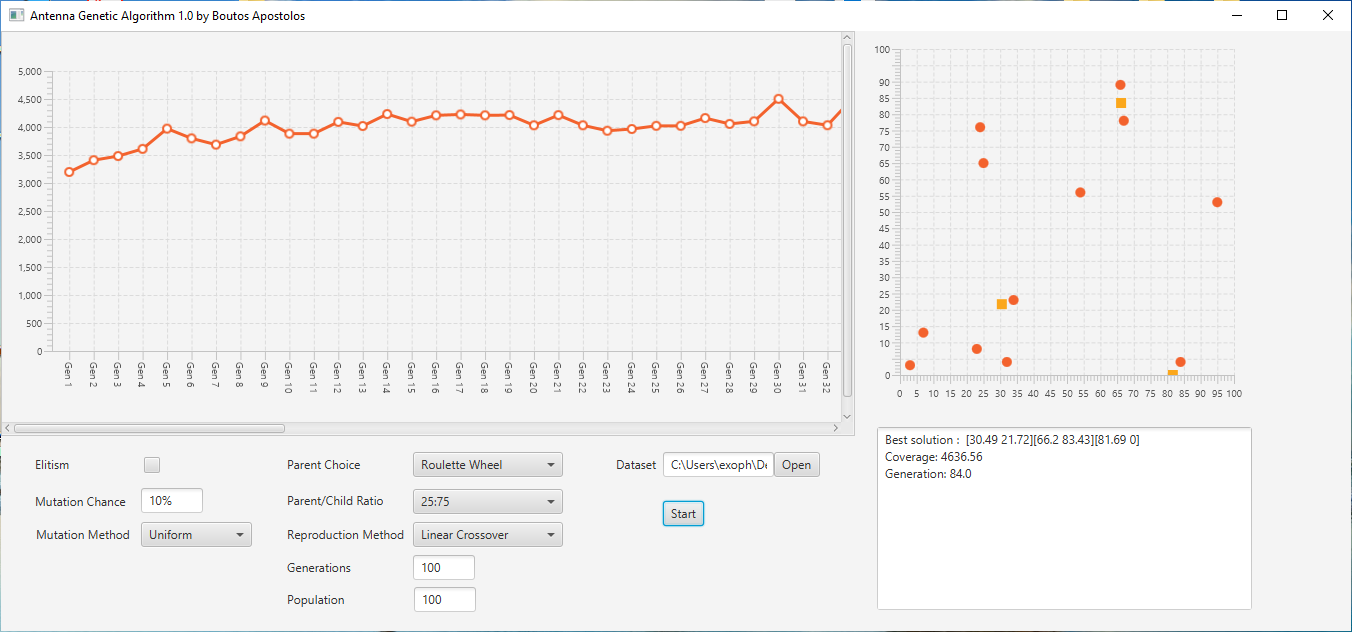 Antenna Genetic Algorithm 1.0 by Boutos Apostolos
5,000
4,500
4,000
3,500
3,000
2,500
2,000
1,500
1,000
500
0
Gen 1
Gen 2
Gen 3
Gen 4
Gen 5
Gen 6
Gen 7
Gen 8
Gen 9
Gen 10
Gen 11
Gen 12
Gen 13
Gen 14
Gen 15
Gen 16
Gen 17
Gen 18
Gen 19
Gen 20
Gen 21
Gen 22
Gen 23
Gen 24
Gen 25
Gen 26
Gen 27
Gen 28
Gen 29
Gen 30
Gen 31
Gen 32
100
90
85
80
75
70
65
60
55
50
45
40
35
30
25
20
15
10
0
0 5 10 15 20 25 30 35 40 45 50 55 60 65 70 75 80 85 90 95 100
Elitism
Mutation Chance 10%
Mutation Method Uniform
Parent Choice Roulette Wheel
Parent/Child Ratio 25:75
Reproduction Method Linear Crossover
Generations 100
Population 100
Dataset C:\Users\exoph\De Open
Start
Best solution : [30.49 21.72][66.2 83.43][81.69 0]
Coverage: 4636.56
Generation: 84.0